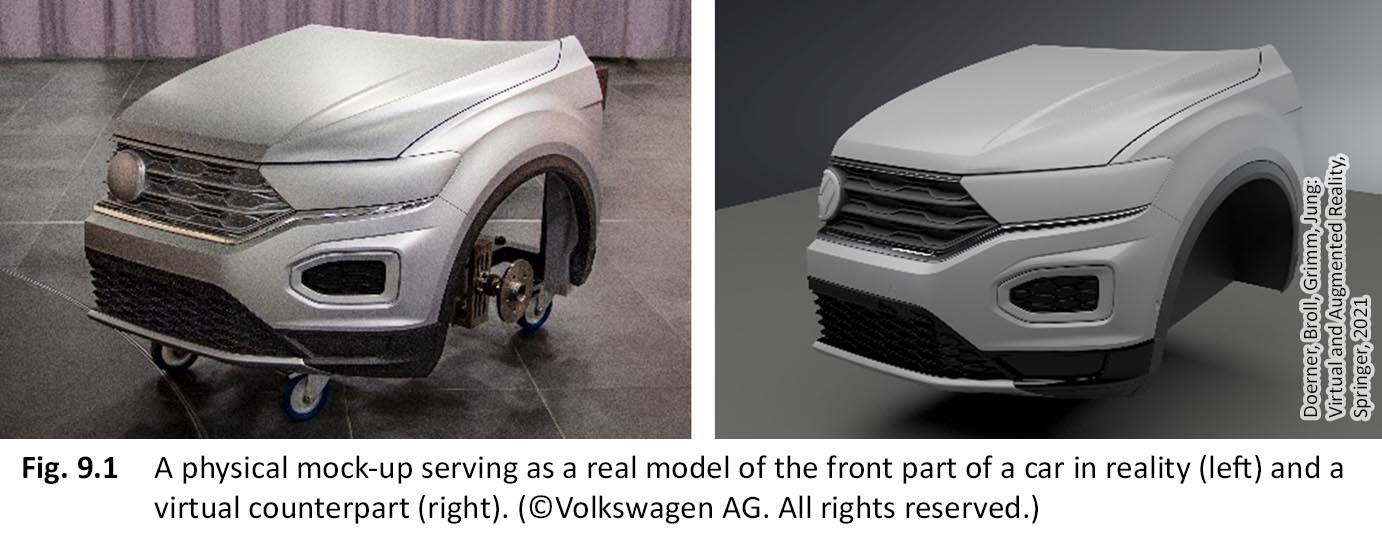 Doerner, Broll, Grimm, Jung:
Virtual and Augmented Reality,
Springer, 2021
Fig. 9.1 A physical mock-up serving as a real model of the front part of a car in reality (left) and a
virtual counterpart (right). (©Volkswagen AG. All rights reserved.)